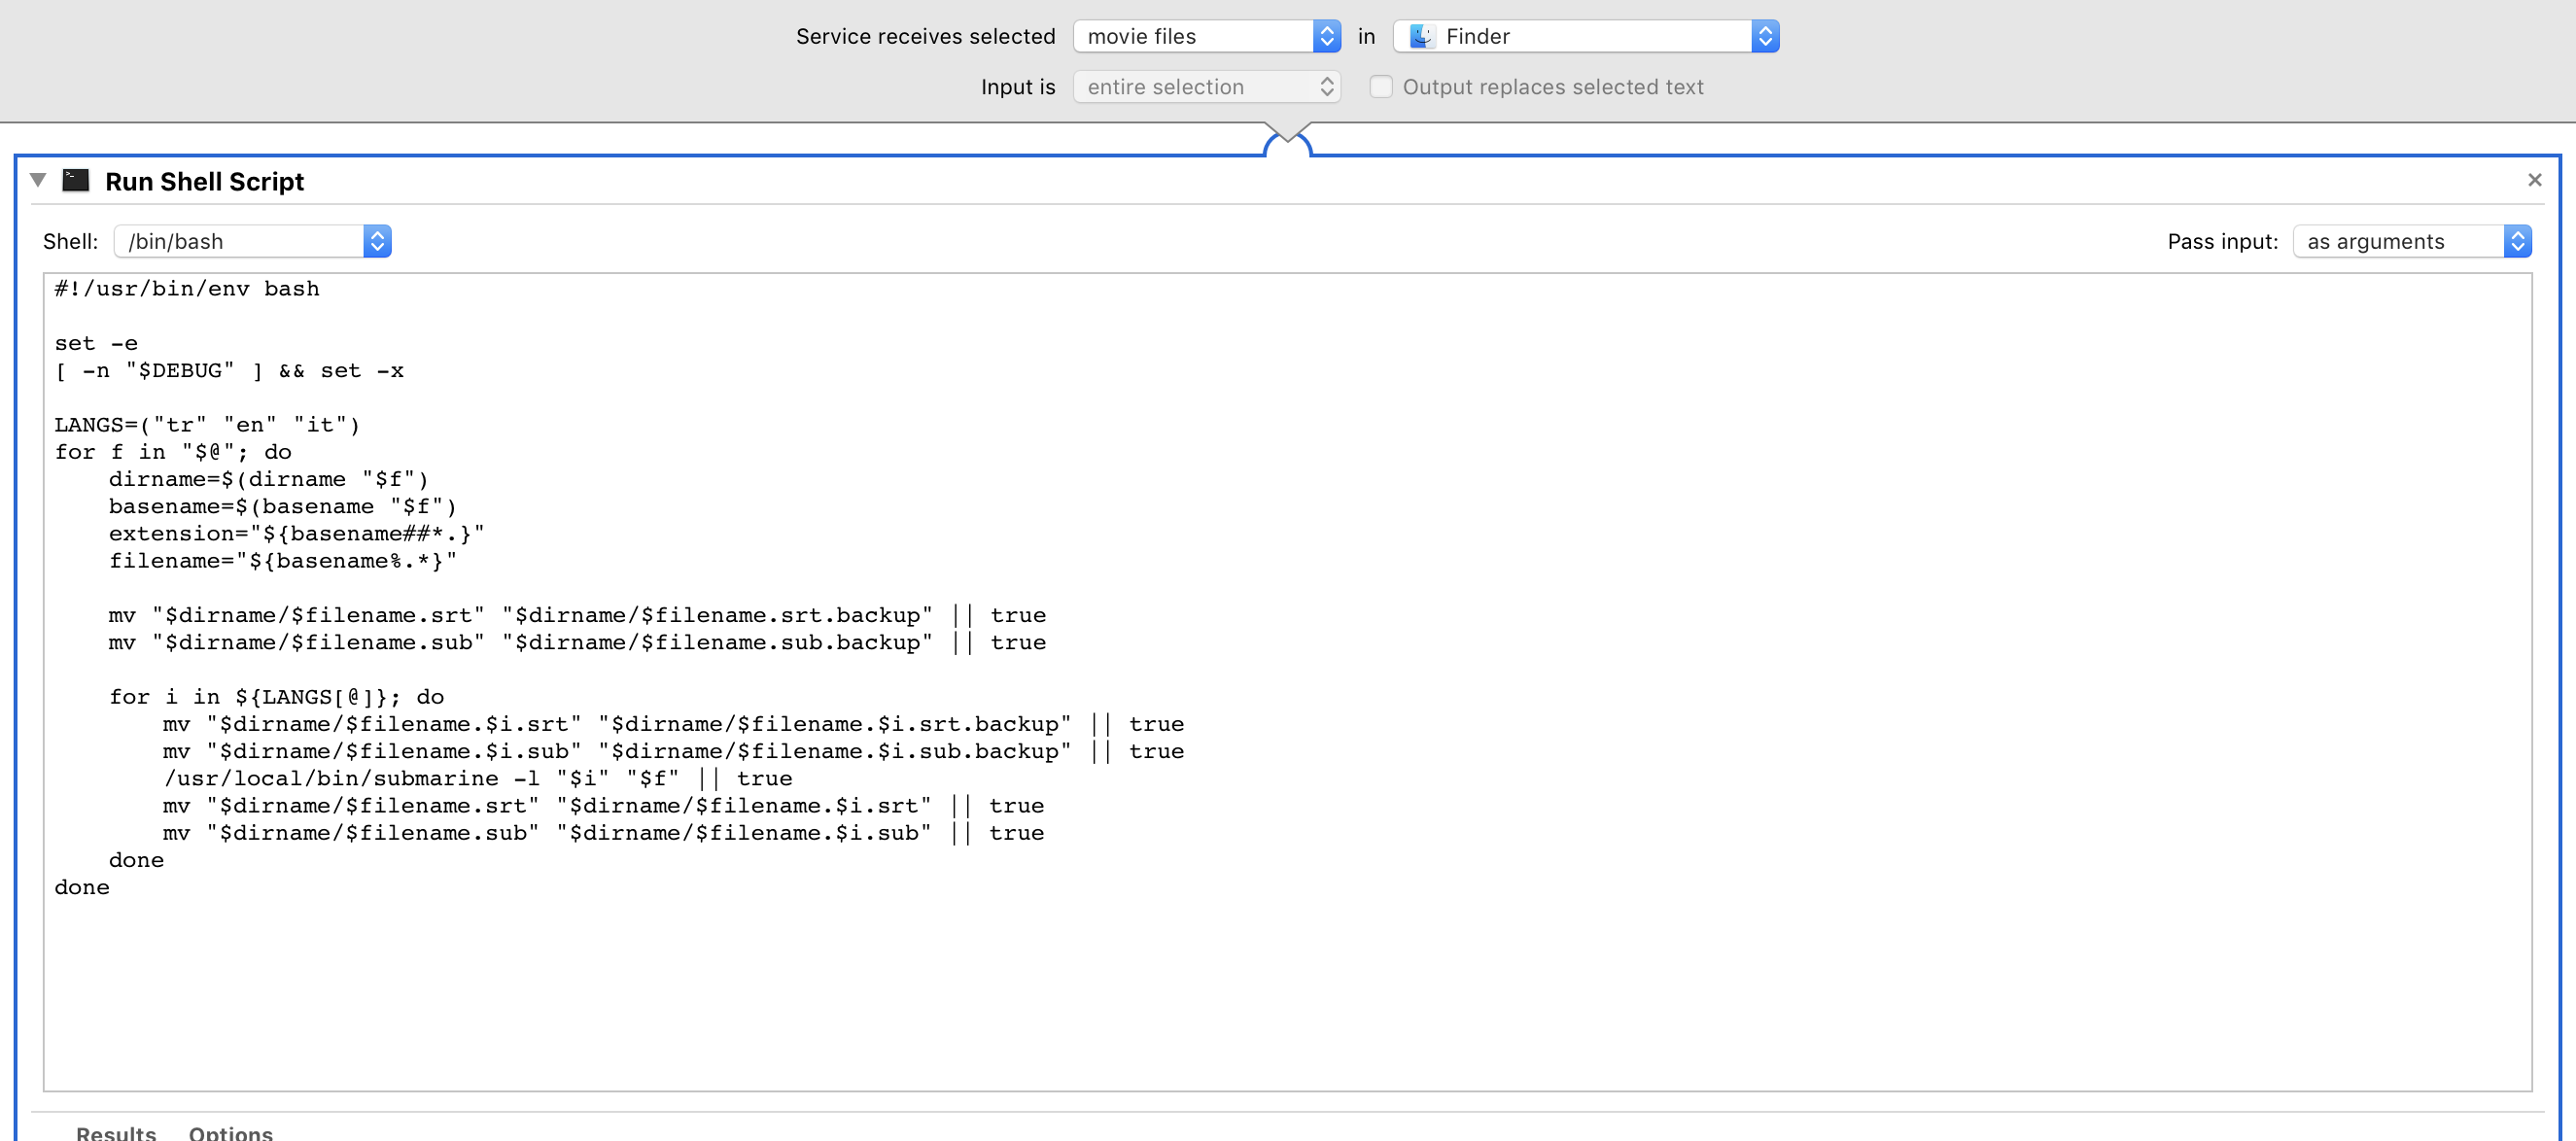 Service receives selected movie files in Finder
Input is entire selection Output replaces selected text
Run Shell Script
Shell: /bin/bash Pass input: as arguments
#!/usr/bin/env bash
set -e
[ -n "$DEBUG" ] && set -x
LANGS=("tr" "en" "it")
for f in "$@"; do
    dirname=$(dirname "$f")
    basename=$(basename "$f")
    extension="${basename##*.}"
    filename="${basename%.*}"
    mv "$dirname/$filename.srt" "$dirname/$filename.srt.backup" || true
    mv "$dirname/$filename.sub" "$dirname/$filename.sub.backup" || true
    for i in ${LANGS[@]}; do
        mv "$dirname/$filename.$i.srt" "$dirname/$filename.$i.srt.backup" || true
        mv "$dirname/$filename.$i.sub" "$dirname/$filename.$i.sub.backup" || true
        /usr/local/bin/submarine -l "$i" "$f" || true
        mv "$dirname/$filename.srt" "$dirname/$filename.$i.srt" || true
        mv "$dirname/$filename.sub" "$dirname/$filename.$i.sub" || true
    done
done
Results Options